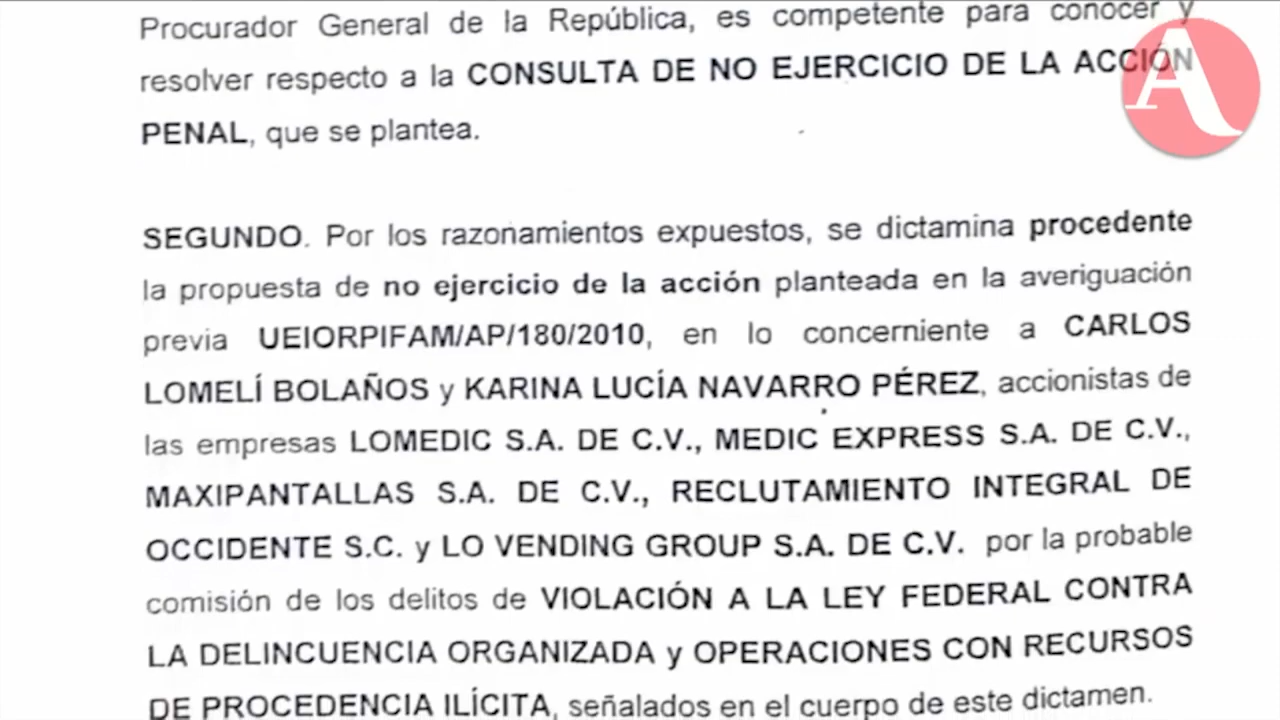 Procurador General de la República, es competente para conocer y
resolver respecto a la CONSULTA DE NO EJERCICIO DE LA ACCIÓN
PENAL, que se plantea.
SEGUNDO. Por los razonamientos expuestos, se dictamina procedente
la propuesta de no ejercicio de la acción planteada en la averiguación
previa UEIORPIFAM/AP/180/2010, en lo concerniente a CARLOS
LOMELÍ BOLAÑOS y KARINA LUCÍA NAVARRO PÉREZ, accionistas de
las empresas LOMEDIC S.A. DE C.V., MEDIC EXPRESS S.A. DE C.V.,
MAXIPANTALLAS S.A. DE C.V., RECLUTAMIENTO INTEGRAL DE
OCCIDENTE S.C. y LO VENDING GROUP S.A. DE C.V. por la probable
comisión de los delitos de VIOLACIÓN A LA LEY FEDERAL CONTRA
LA DELINCUENCIA ORGANIZADA y OPERACIONES CON RECURSOS
DE PROCEDENCIA ILÍCITA, señalados en el cuerpo de este dictamen.
A